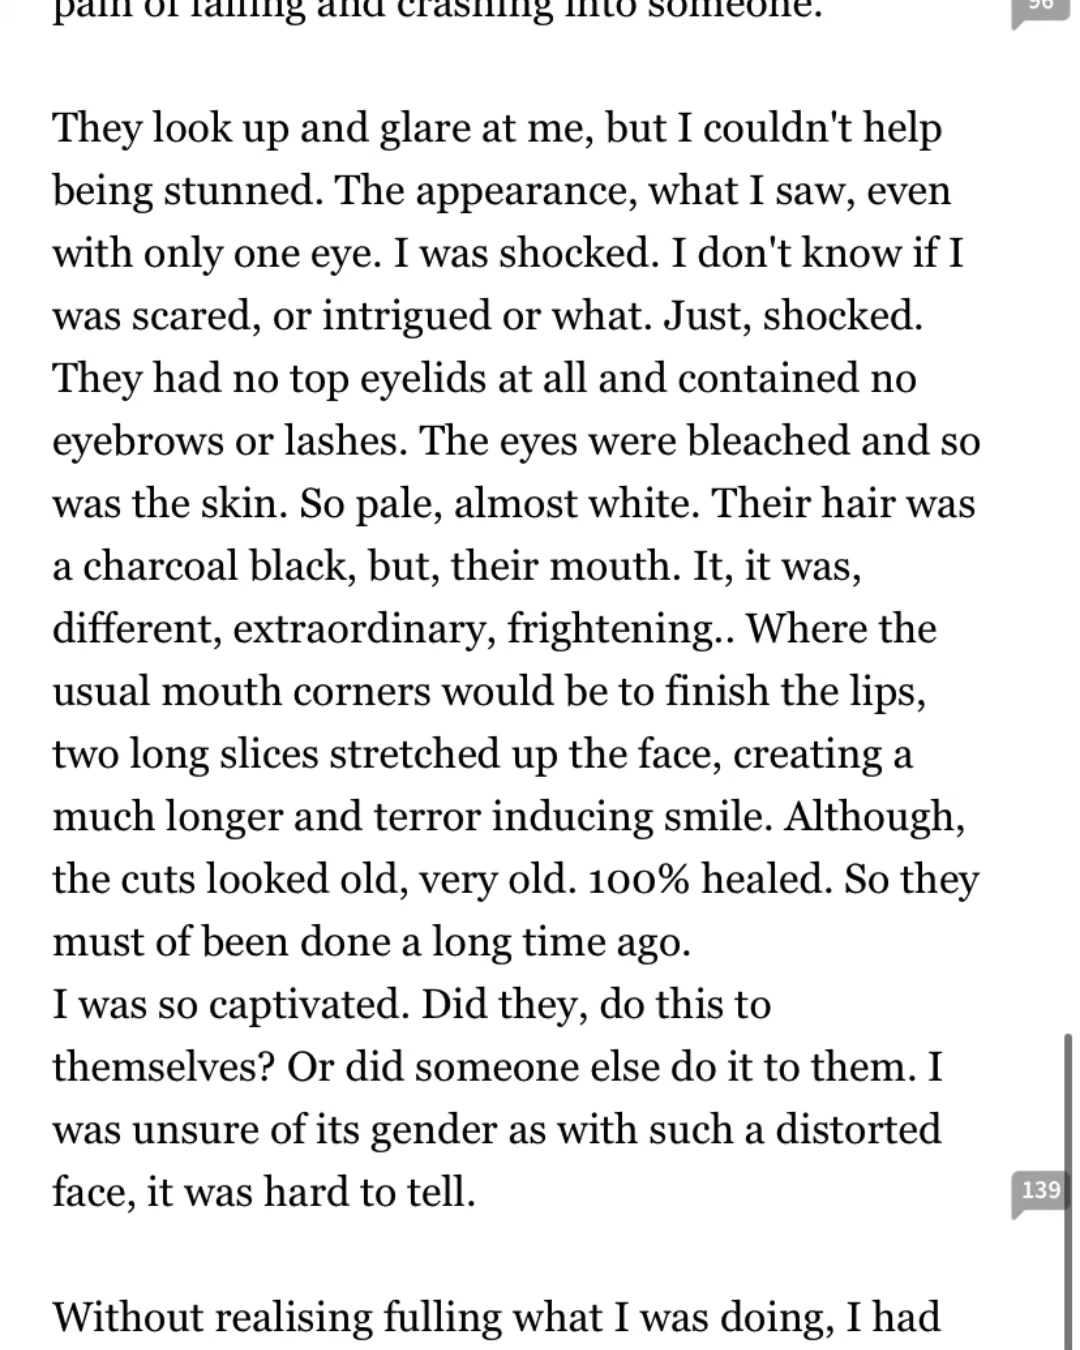 pain of falling and crashing into someone.
96
They look up and glare at me, but I couldn't help
being stunned. The appearance, what I saw, even
with only one eye. I was shocked. I don't know if I
was scared, or intrigued or what. Just, shocked.
They had no top eyelids at all and contained no
eyebrows or lashes. The eyes were bleached and so
was the skin. So pale, almost white. Their hair was
a charcoal black, but, their mouth. It, it was,
different, extraordinary, frightening.. Where the
usual mouth corners would be to finish the lips,
two long slices stretched up the face, creating a
much longer and terror inducing smile. Although,
the cuts looked old, very old. 100% healed. So they
must of been done a long time ago.
I was so captivated. Did they, do this to
themselves? Or did someone else do it to them. I
was unsure of its gender as with such a distorted
face, it was hard to tell.
139
Without realising fulling what I was doing, I had